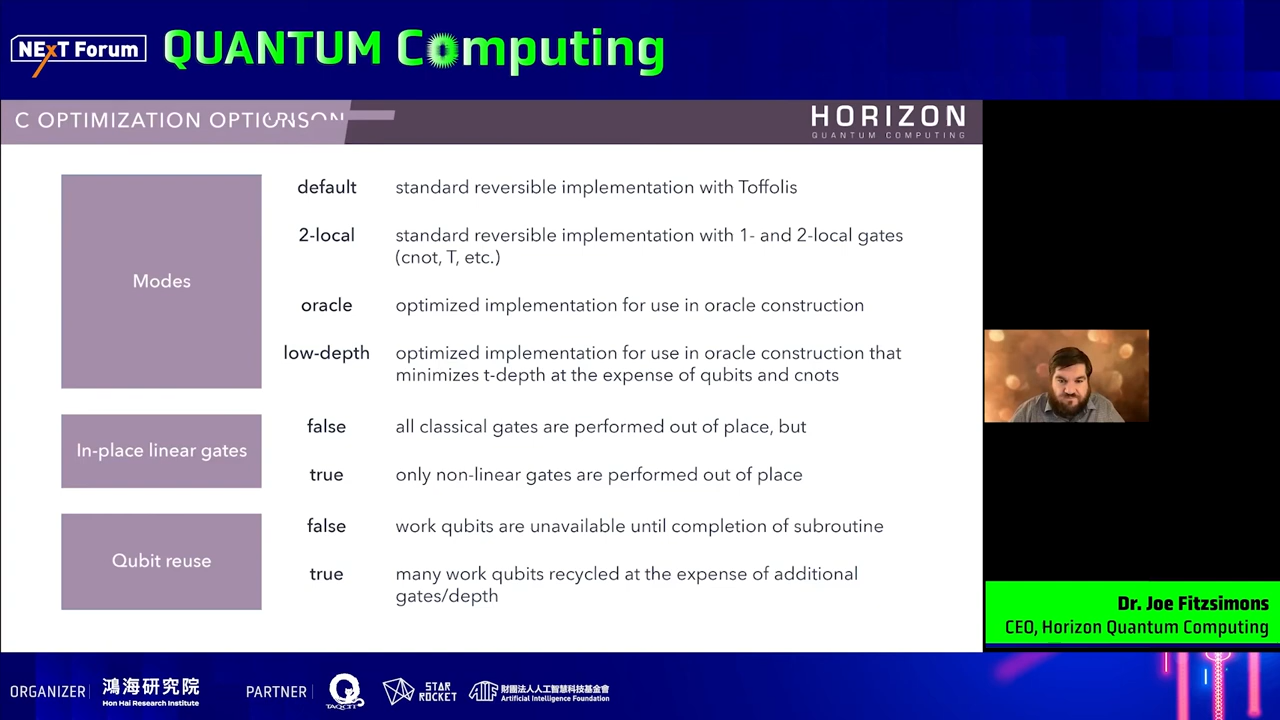 NExT Forum
QUANTUM Computing
C OPTIMIZATION OPTIONS
HORIZON
QUANTUM COMPUTING
Modes
default
standard reversible implementation with Toffolis
2-local
standard reversible implementation with 1- and 2-local gates
(cnot, T, etc.)
oracle
optimized implementation for use in oracle construction
low-depth
optimized implementation for use in oracle construction that
minimizes t-depth at the expense of qubits and cnots
In-place linear gates
false
all classical gates are performed out of place, but
true
only non-linear gates are performed out of place
Qubit reuse
false
work qubits are unavailable until completion of subroutine
true
many work qubits recycled at the expense of additional
gates/depth
Dr. Joe Fitzsimons
CEO, Horizon Quantum Computing
ORGANIZER
鴻海研究院
Hon Hai Research Institute
PARTNER
TAQCIT
STAR
ROCKET
財團法人人工智慧科技基金會
Artificial Intelligence Foundation